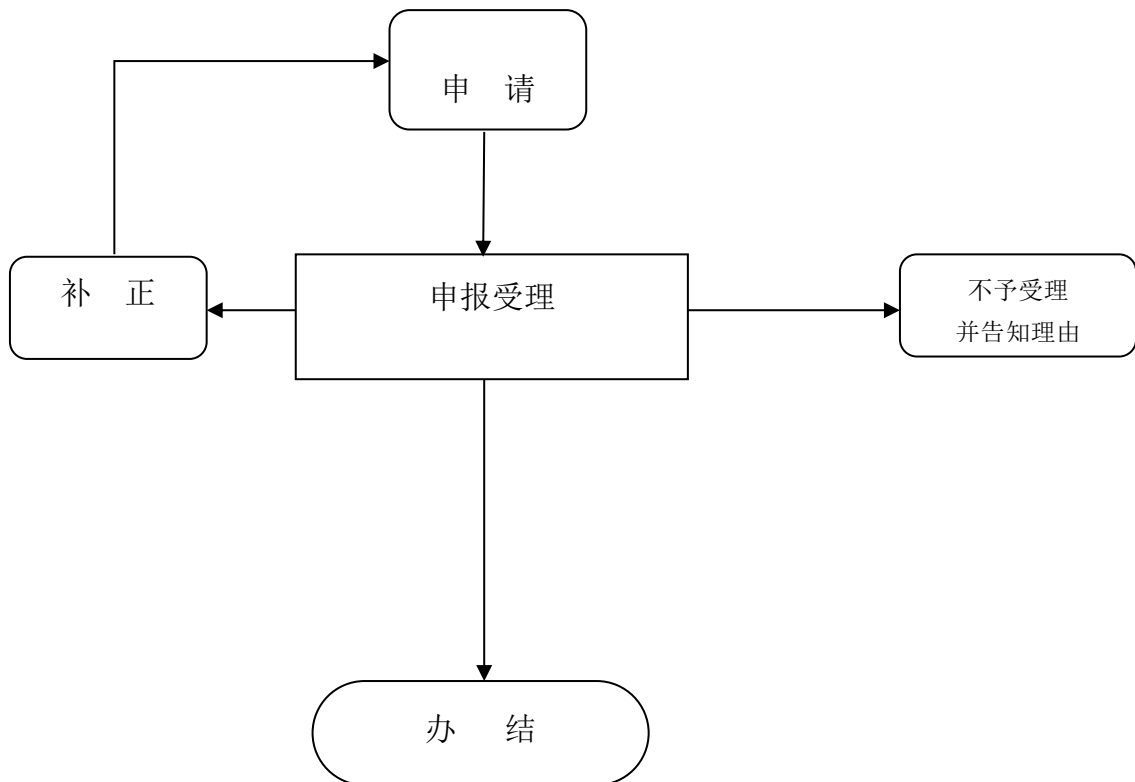 申 请
补 正
申报受理
不予受理
并告知理由
办 结